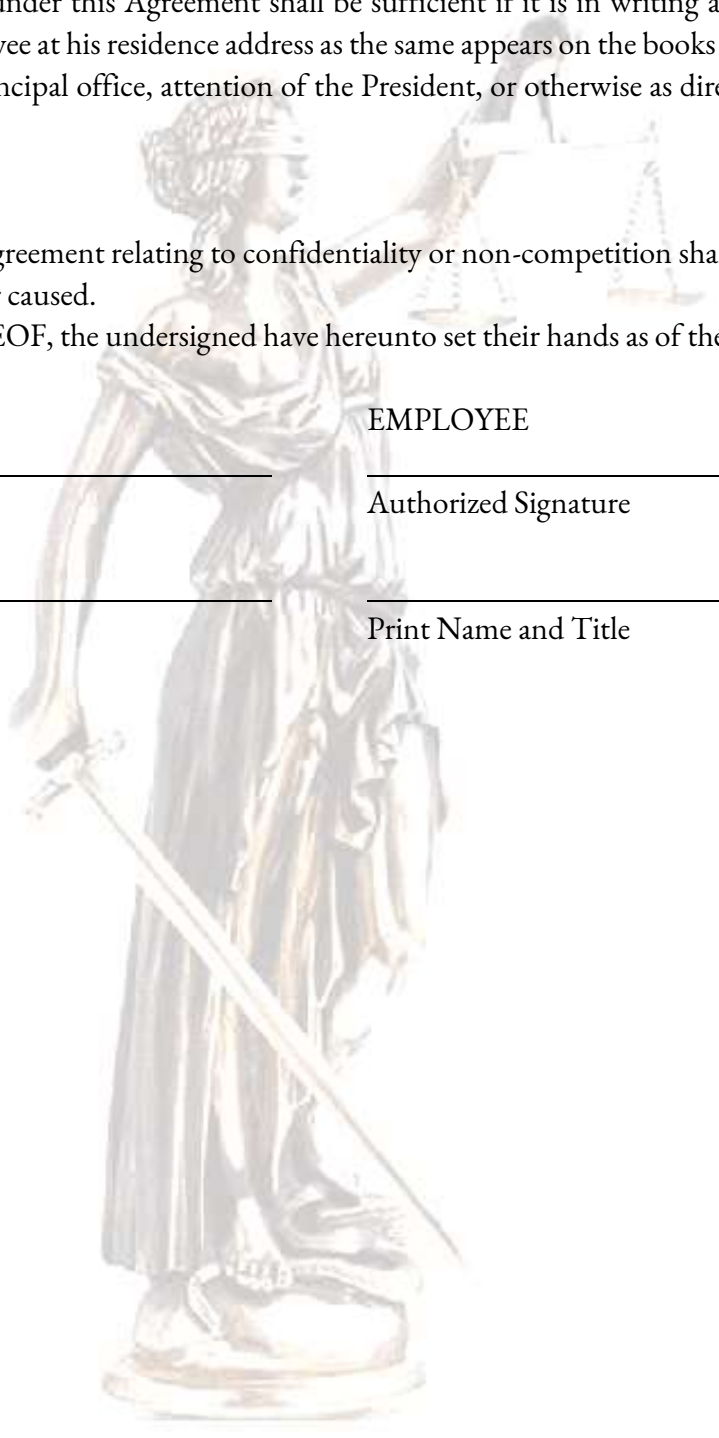 under this Agreement shall be sufficient if it is in writing a
yee at his residence address as the same appears on the books
ncipal office, attention of the President, or otherwise as dire
greement relating to confidentiality or non-competition sha
caused.
EOF, the undersigned have hereunto set their hands as of the
EMPLOYEE
Authorized Signature
Print Name and Title